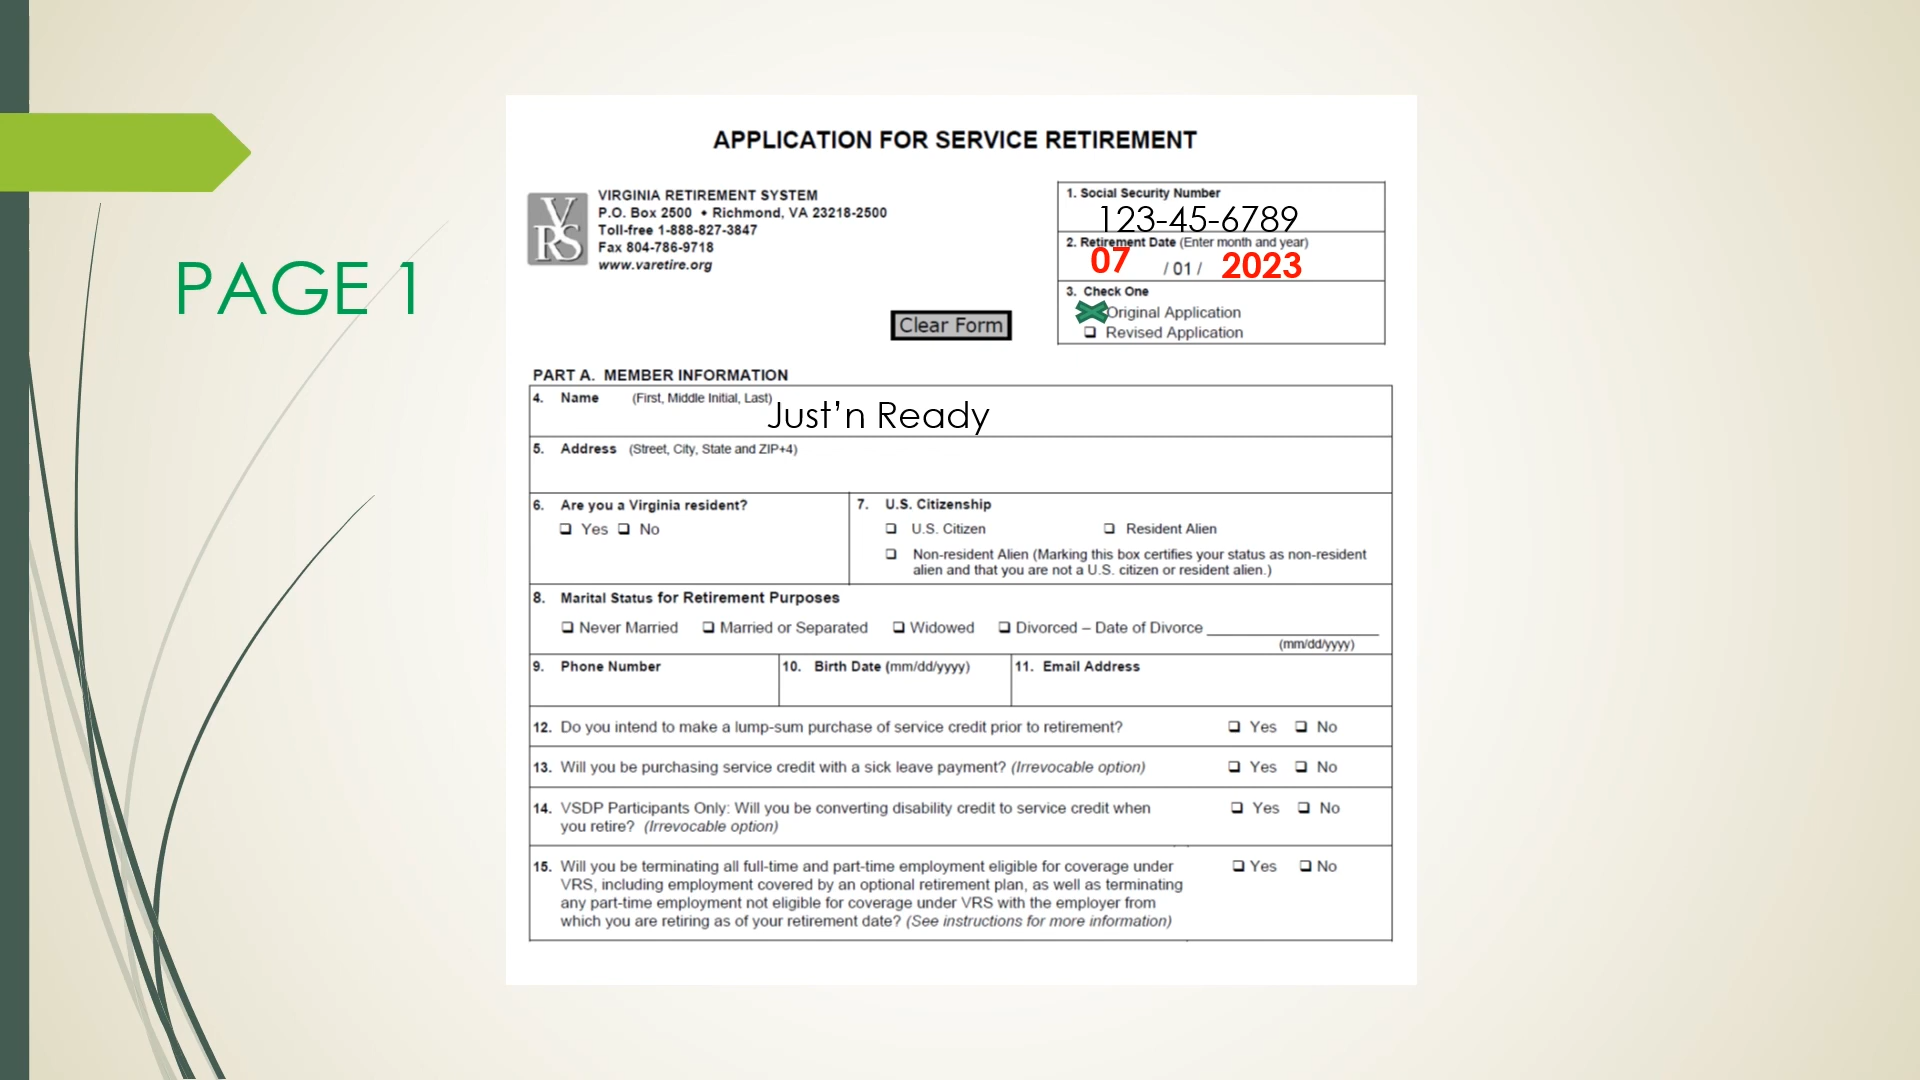 PAGE 1
APPLICATION FOR SERVICE RETIREMENT
VRS
VIRGINIA RETIREMENT SYSTEM
P.O. Box 2500 • Richmond, VA 23218-2500
Toll-free 1-888-827-3847
Fax 804-786-9718
www.varetire.org
Clear Form
1. Social Security Number
123-45-6789
2. Retirement Date (Enter month and year)
07 / 01 / 2023
3. Check One
Original Application
❑ Revised Application
PART A. MEMBER INFORMATION
4. Name (First, Middle Initial, Last)
Just’n Ready
5. Address (Street, City, State and ZIP+4)
6. Are you a Virginia resident?
❑ Yes ❑ No
7. U.S. Citizenship
❑ U.S. Citizen ❑ Resident Alien
❑ Non-resident Alien (Marking this box certifies your status as non-resident
alien and that you are not a U.S. citizen or resident alien.)
8. Marital Status for Retirement Purposes
❑ Never Married ❑ Married or Separated ❑ Widowed ❑ Divorced – Date of Divorce ____________________
(mm/dd/yyyy)
9. Phone Number
10. Birth Date (mm/dd/yyyy)
11. Email Address
12. Do you intend to make a lump-sum purchase of service credit prior to retirement? ❑ Yes ❑ No
13. Will you be purchasing service credit with a sick leave payment? (Irrevocable option) ❑ Yes ❑ No
14. VSDP Participants Only: Will you be converting disability credit to service credit when ❑ Yes ❑ No
you retire? (Irrevocable option)
15. Will you be terminating all full-time and part-time employment eligible for coverage under ❑ Yes ❑ No
VRS, including employment covered by an optional retirement plan, as well as terminating
any part-time employment not eligible for coverage under VRS with the employer from
which you are retiring as of your retirement date? (See instructions for more information)